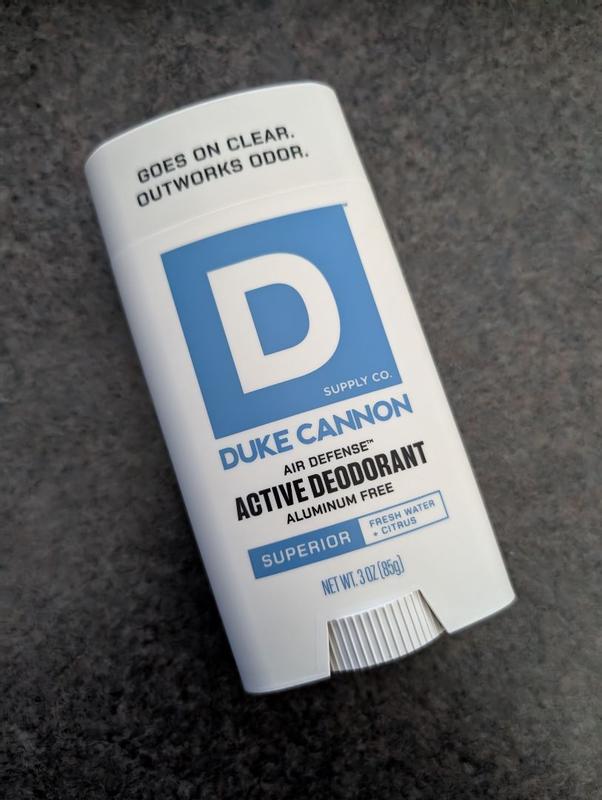 GOES ON CLEAR.
OUTWORKS ODOR.
D
SUPPLY CO.
DUKE CANNON
AIR DEFENSE™
ACTIVE DEODORANT
ALUMINUM FREE
SUPERIOR
FRESH WATER
+ CITRUS
NET WT. 3 OZ (85g)